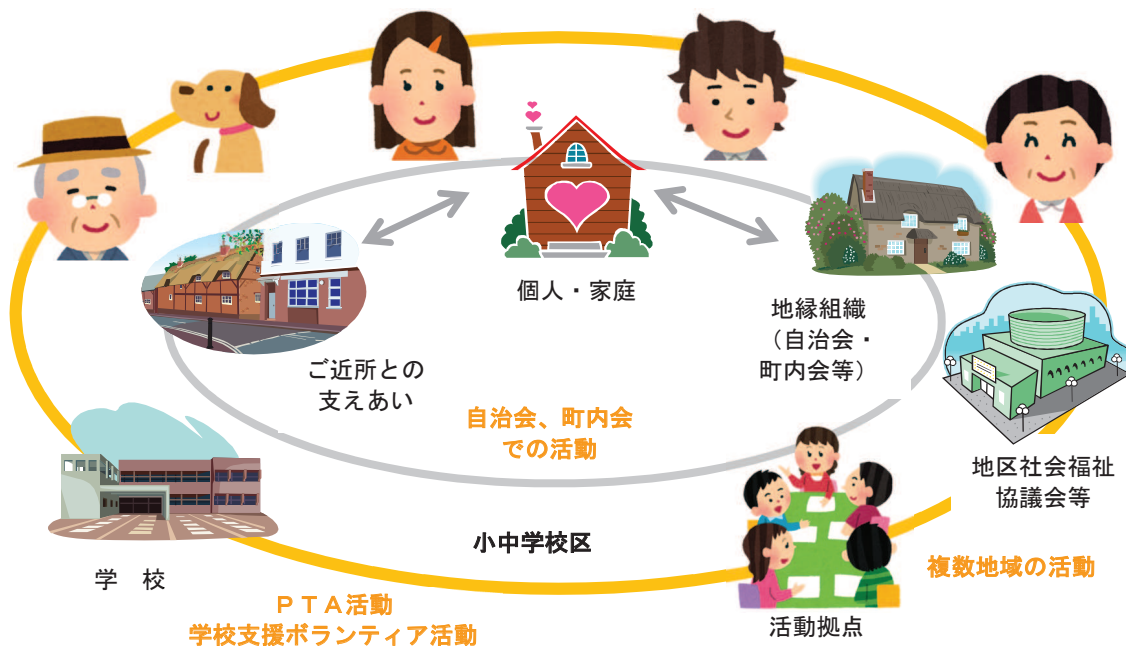 個人・家庭
ご近所との
支えあい
地縁組織
（自治会・
町内会等）
自治会、町内会
での活動
地区社会福祉
協議会等
小中学校区
学　校
複数地域の活動
ＰＴＡ活動
学校支援ボランティア活動
活動拠点